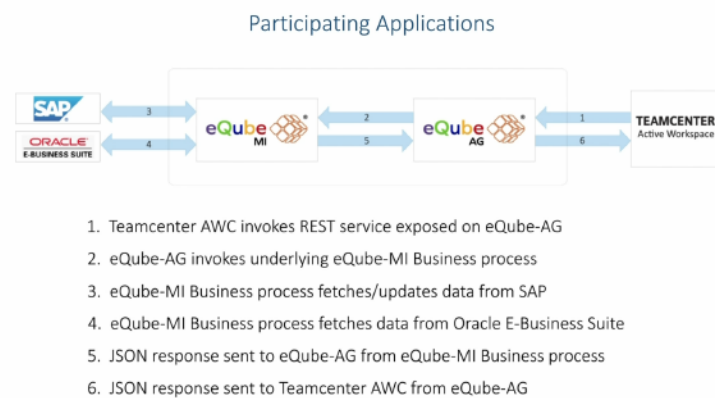 Participating Applications
SAP
ORACLE
E-BUSINESS SUITE
3
4
eQube
MI
2
5
eQube
AG
1
6
TEAMCENTER
Active Workspace
1. Teamcenter AWC invokes REST service exposed on eQube-AG
2. eQube-AG invokes underlying eQube-MI Business process
3. eQube-MI Business process fetches/updates data from SAP
4. eQube-MI Business process fetches data from Oracle E-Business Suite
5. JSON response sent to eQube-AG from eQube-MI Business process
6. JSON response sent to Teamcenter AWC from eQube-AG